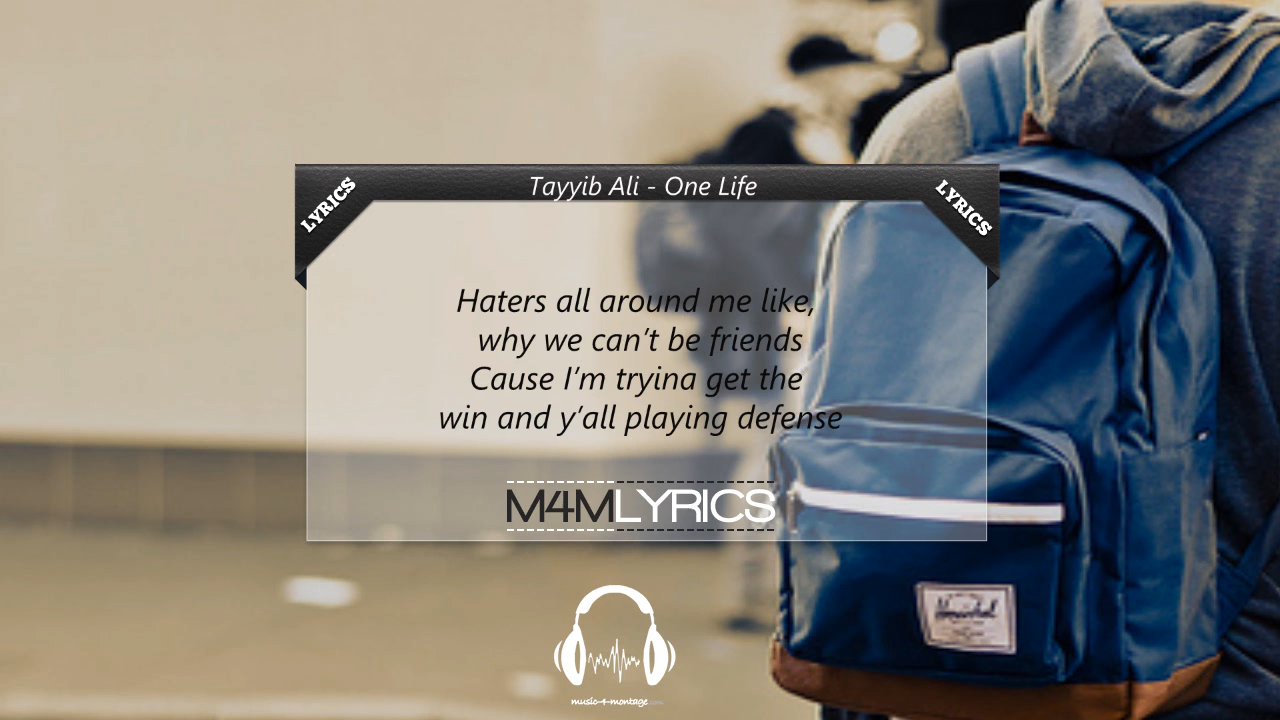 Tayyib Ali - One Life
LYRICS
LYRICS
Haters all around me like,
why we can't be friends
Cause I'm tryina get the
win and y'all playing defense
M4MLYRICS
Herschel
music-4-montage